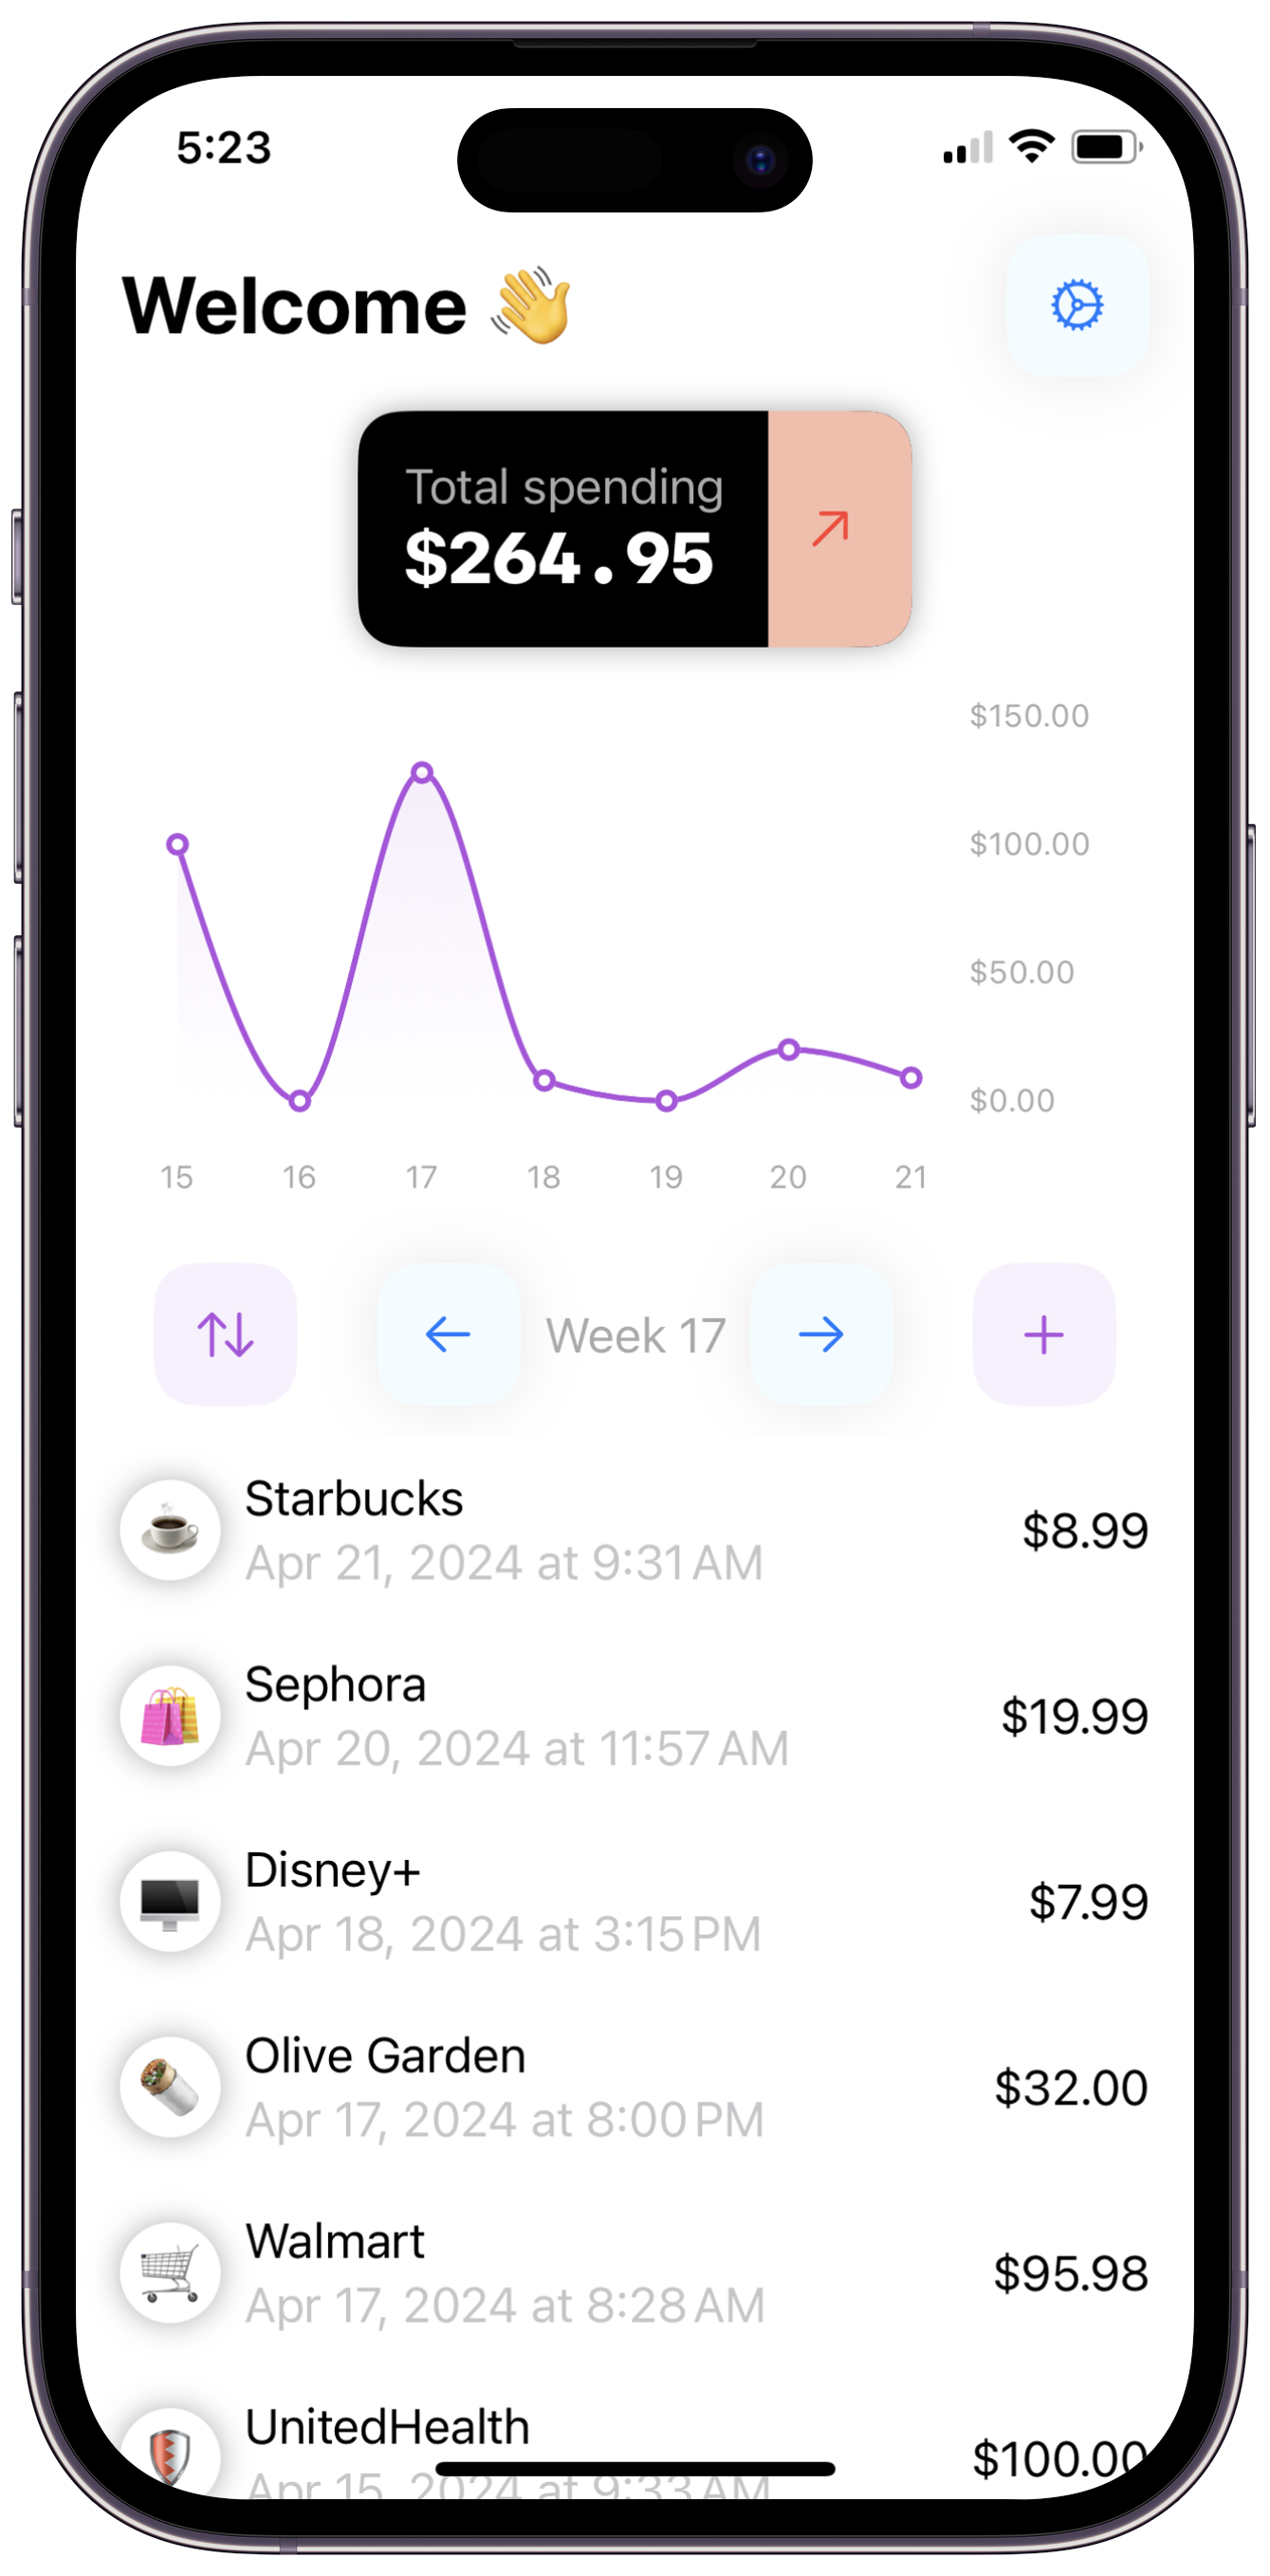 5:23
Welcome 👋
Total spending
$264.95
$150.00
$100.00
$50.00
$0.00
15 16 17 18 19 20 21
Week 17
Starbucks
$8.99
Apr 21, 2024 at 9:31 AM
Sephora
$19.99
Apr 20, 2024 at 11:57 AM
Disney+
$7.99
Apr 18, 2024 at 3:15 PM
Olive Garden
$32.00
Apr 17, 2024 at 8:00 PM
Walmart
$95.98
Apr 17, 2024 at 8:28 AM
UnitedHealth
$100.00
Apr 15, 2024 at 9:33 AM